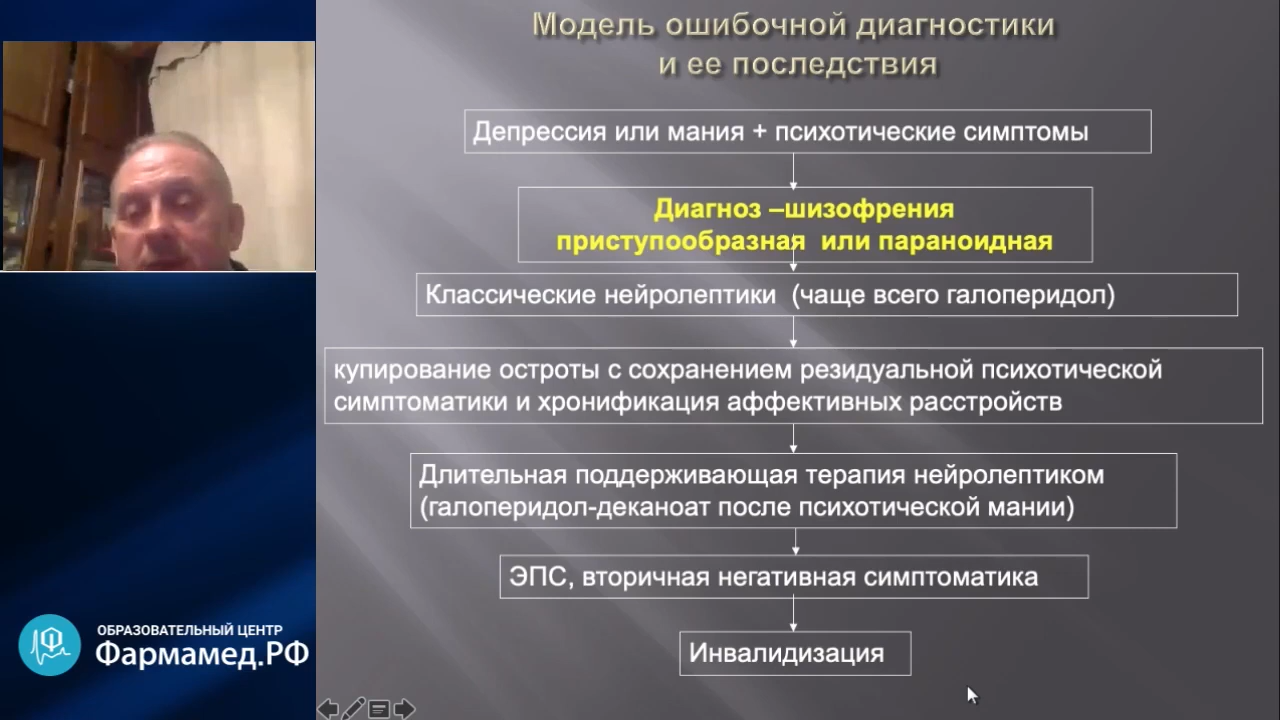 Модель ошибочной диагностики
и ее последствия
Депрессия или мания + психотические симптомы
Диагноз –шизофрения
приступообразная или параноидная
Классические нейролептики (чаще всего галоперидол)
купирование остроты с сохранением резидуальной психотической
симптоматики и хронификация аффективных расстройств
Длительная поддерживающая терапия нейролептиком
(галоперидол-деканоат после психотической мании)
ЭПС, вторичная негативная симптоматика
Инвалидизация
ОБРАЗОВАТЕЛЬНЫЙ ЦЕНТР
Фармамед.РФ